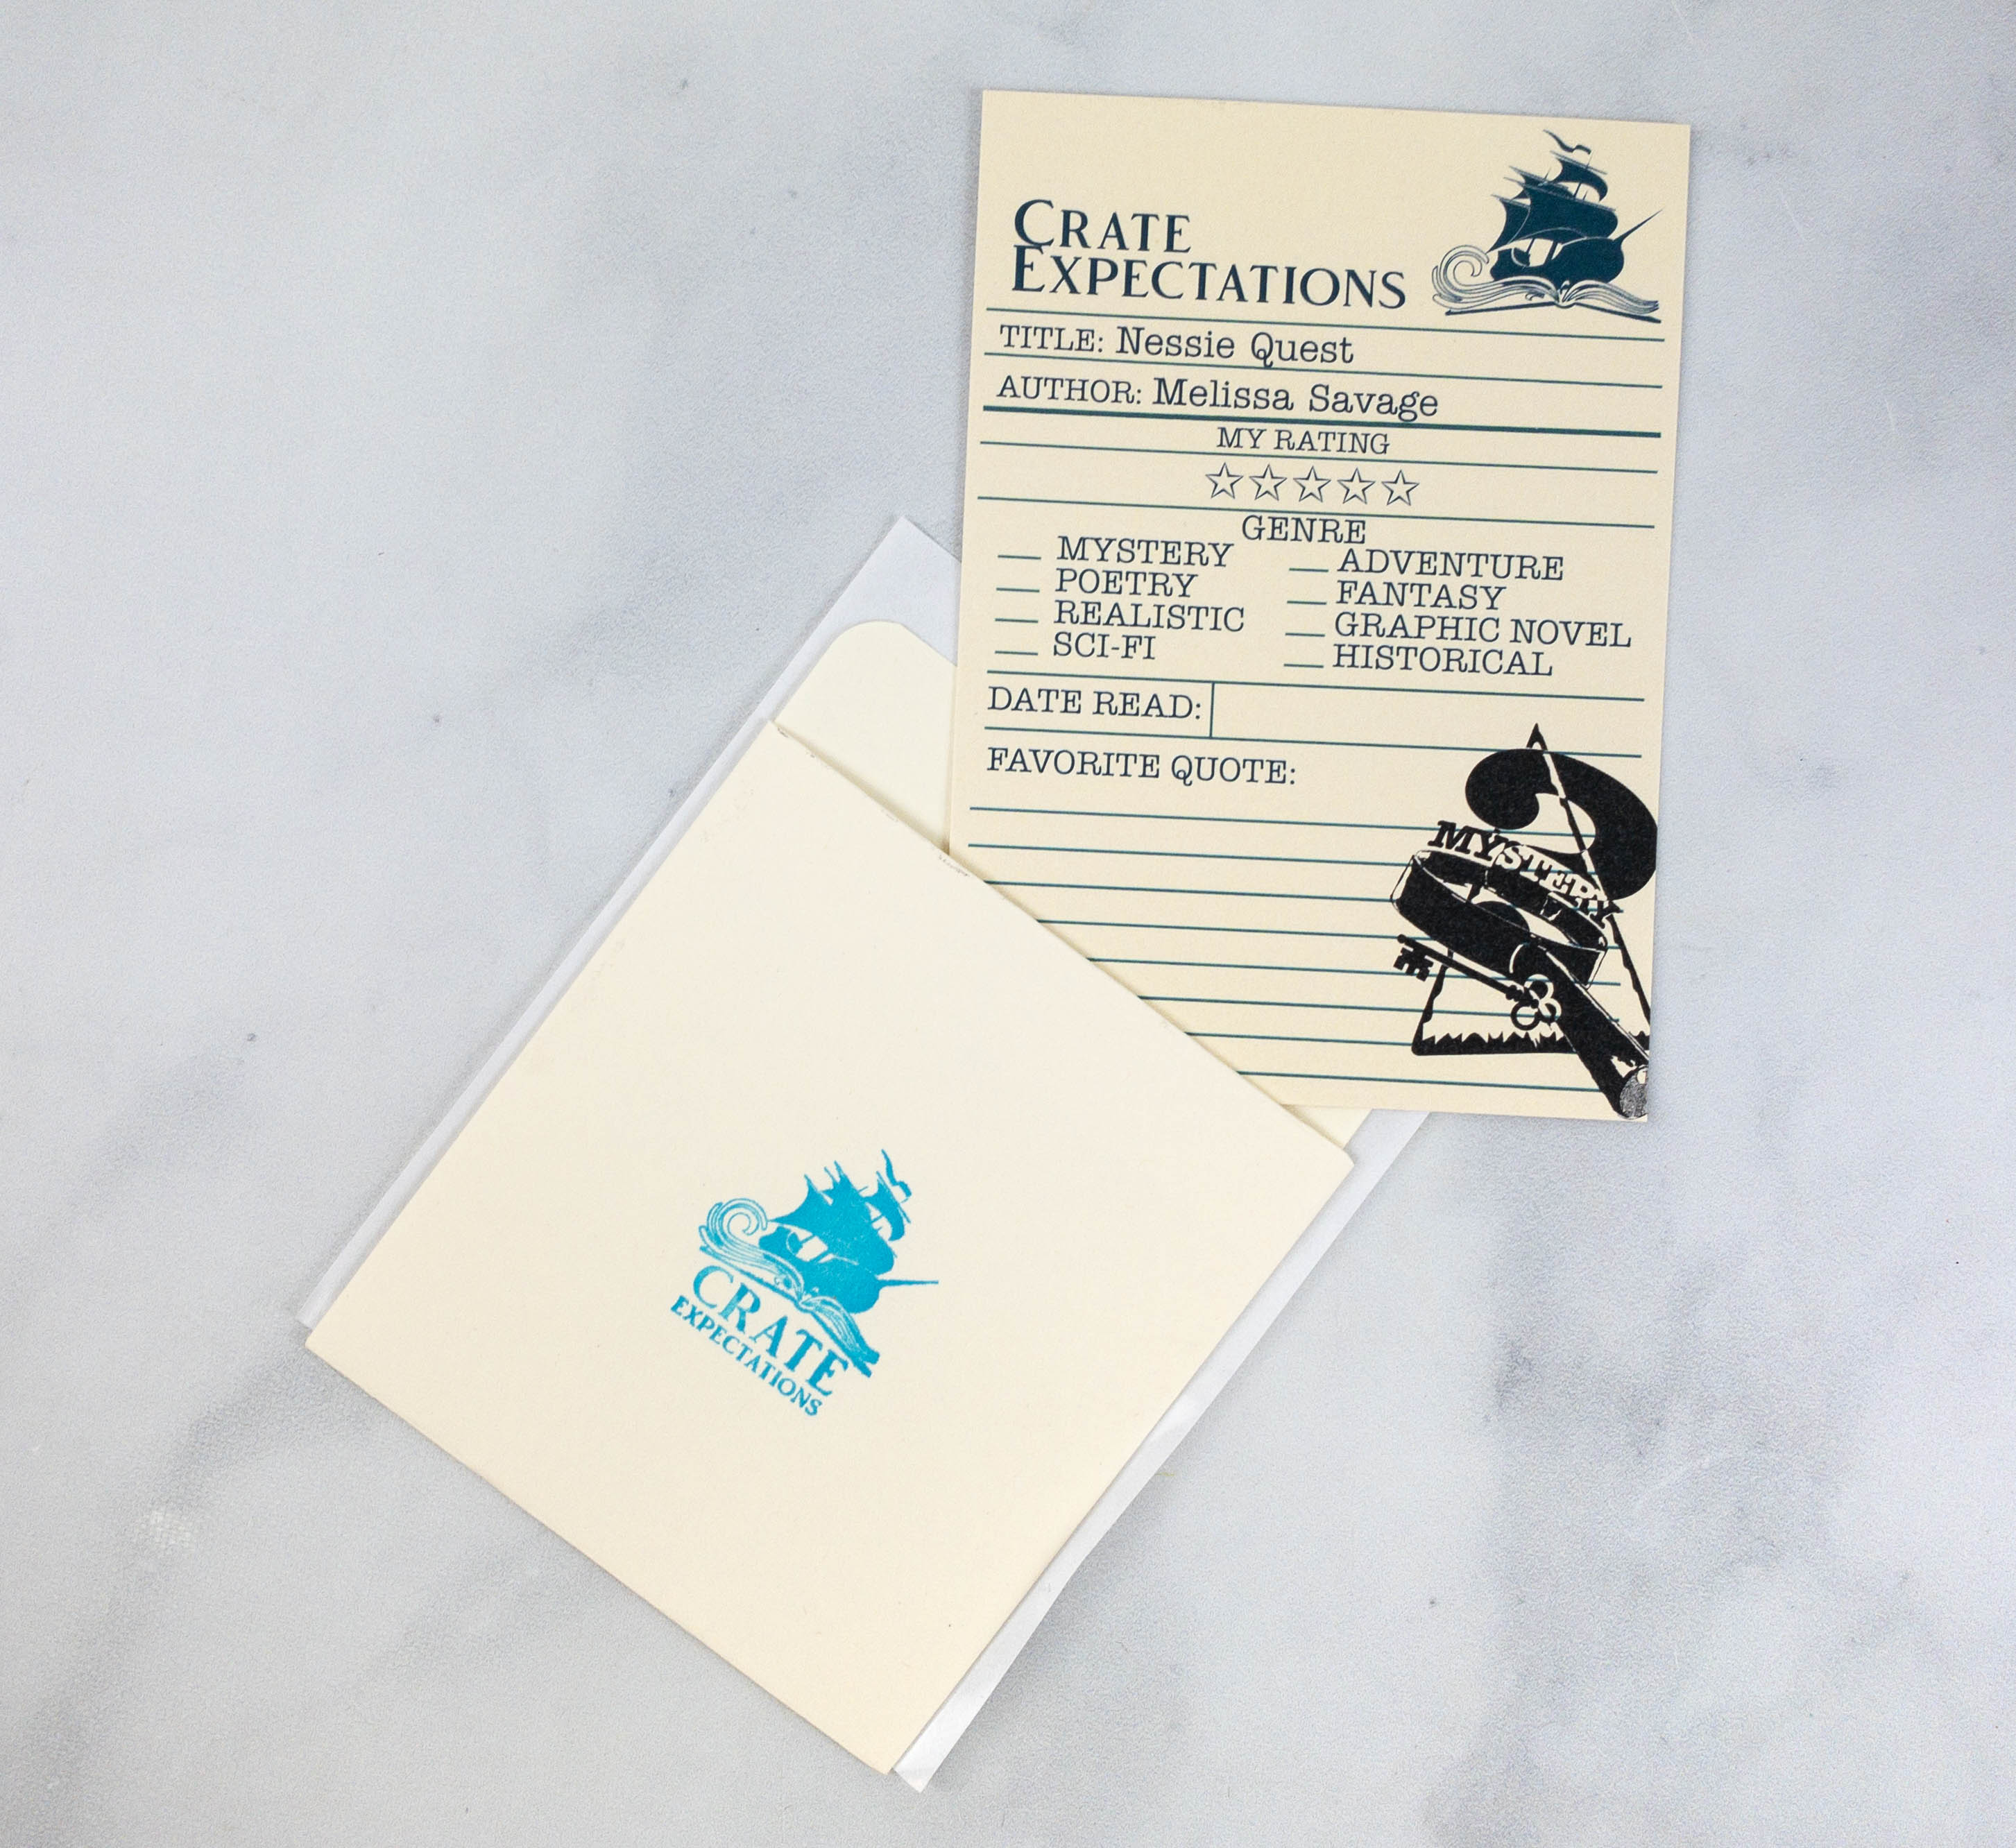 CRATE
EXPECTATIONS
TITLE: Nessie Quest
AUTHOR: Melissa Savage
MY RATING
GENRE
MYSTERY
POETRY
REALISTIC
SCI-FI
ADVENTURE
FANTASY
GRAPHIC NOVEL
HISTORICAL
DATE READ:
FAVORITE QUOTE:
MYSTERY
CRATE
EXPECTATIONS